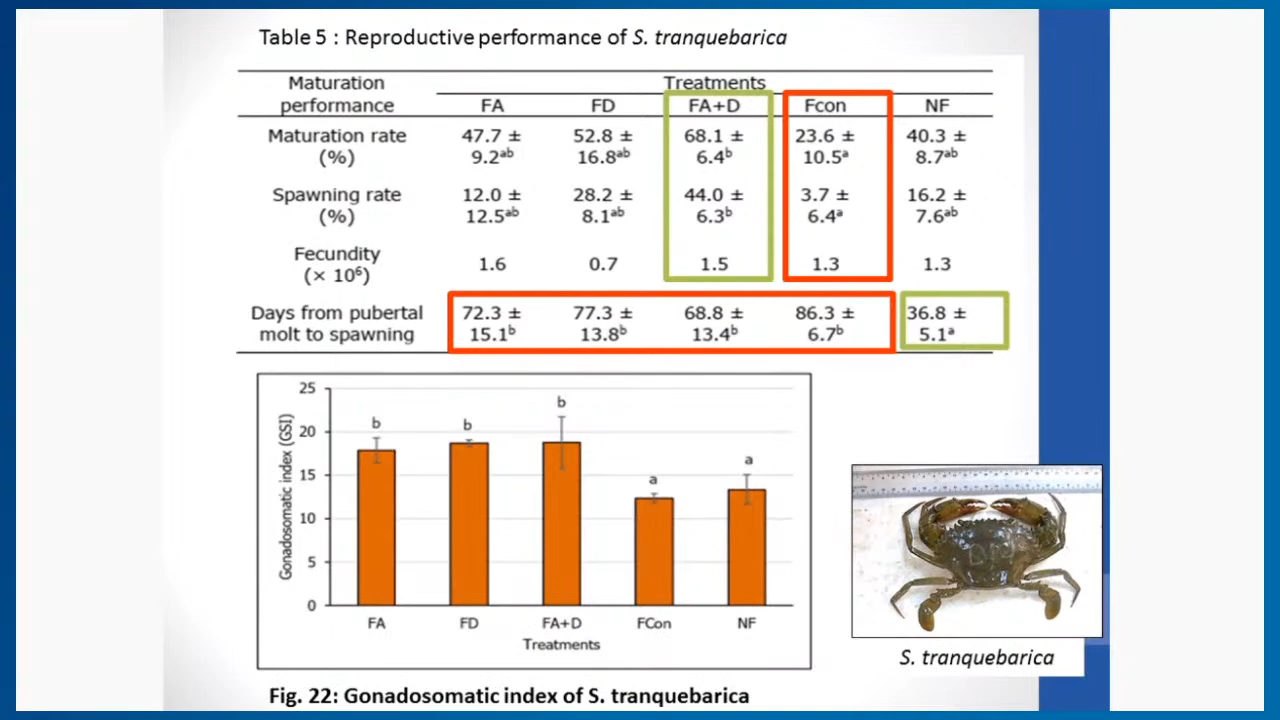 Table 5 : Reproductive performance of S. tranquebarica
Maturation performance Treatments
FA FD FA+D Fcon NF
Maturation rate (%) 47.7 ± 9.2ᵃᵇ 52.8 ± 16.8ᵃᵇ 68.1 ± 6.4ᵇ 23.6 ± 10.5ᵃ 40.3 ± 8.7ᵃᵇ
Spawning rate (%) 12.0 ± 12.5ᵃᵇ 28.2 ± 8.1ᵃᵇ 44.0 ± 6.3ᵇ 3.7 ± 6.4ᵃ 16.2 ± 7.6ᵃᵇ
Fecundity (× 10⁶) 1.6 0.7 1.5 1.3 1.3
Days from pubertal molt to spawning 72.3 ± 15.1ᵇ 77.3 ± 13.8ᵇ 68.8 ± 13.4ᵇ 86.3 ± 6.7ᵇ 36.8 ± 5.1ᵃ
Gonadosomatic index (GSI)
25
20
15
10
5
0
b b b a a
FA FD FA+D FCon NF
Treatments
Fig. 22: Gonadosomatic index of S. tranquebarica
S. tranquebarica